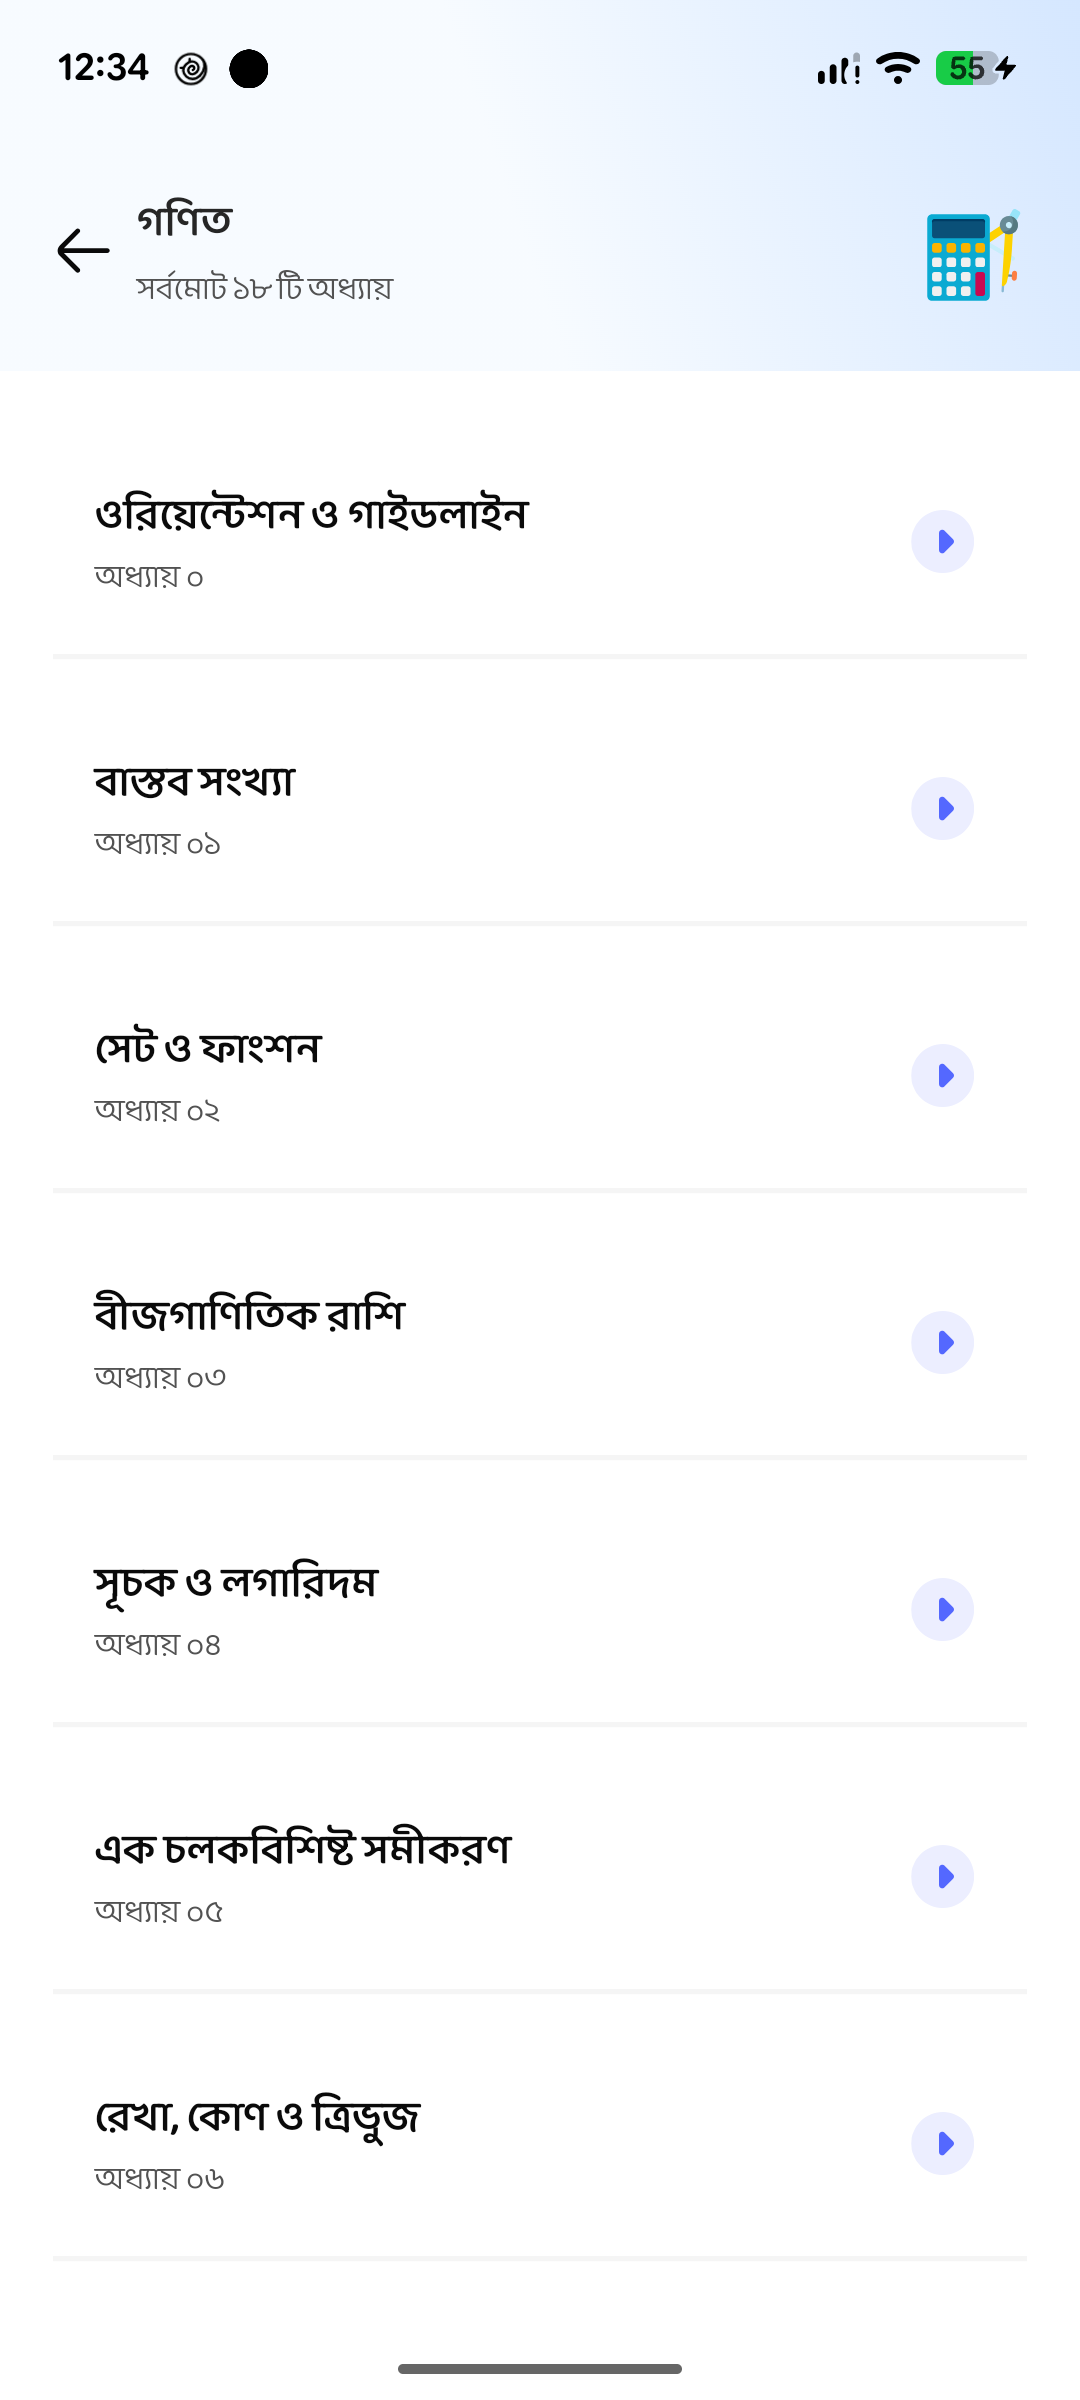 12:34
55
গণিত
সর্বমোট ১৮ টি অধ্যায়
ওরিয়েন্টেশন ও গাইডলাইন
অধ্যায় ০
বাস্তব সংখ্যা
অধ্যায় ০১
সেট ও ফাংশন
অধ্যায় ০২
বীজগাণিতিক রাশি
অধ্যায় ০৩
সূচক ও লগারিদম
অধ্যায় ০৪
এক চলকবিশিষ্ট সমীকরণ
অধ্যায় ০৫
রেখা, কোণ ও ত্রিভুজ
অধ্যায় ০৬